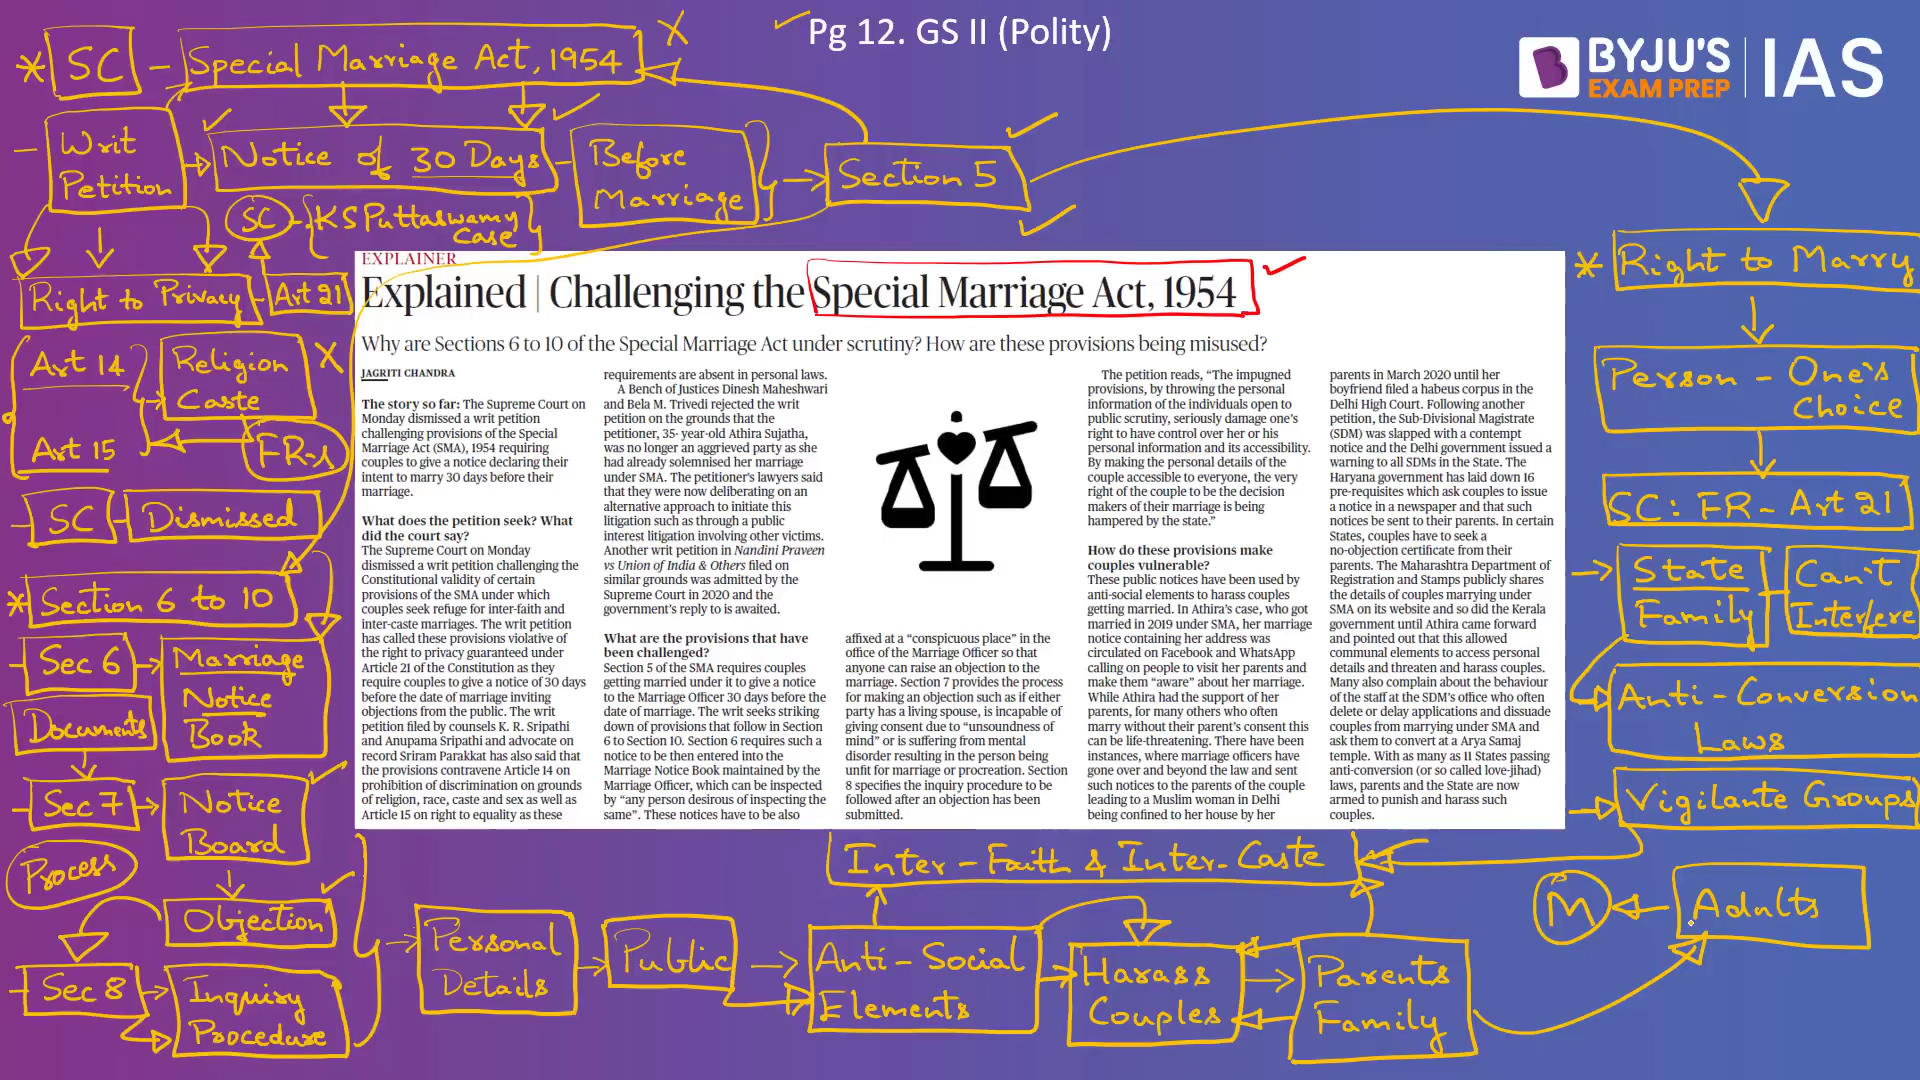 Pg 12. GS II (Polity)
BYJU'S
EXAM PREP
IAS
* SC - Special Marriage Act, 1954 X
- Writ
Petition
Notice of 30 Days - Before
Marriage
Section 5
SC - KS Puttaswamy
Case
Right to Privacy - Art 21
Art 14
Art 15
Religion
Caste
X
FR-s
- SC - Dismissed
* Section 6 to 10
- Sec 6
Marriage
Notice
Book
Documents
- Sec 7
Notice
Board
Process
Objection
- Sec 8
Inquiry
Procedure
EXPLAINER
Explained | Challenging the Special Marriage Act, 1954
Why are Sections 6 to 10 of the Special Marriage Act under scrutiny? How are these provisions being misused?
JAGRITI CHANDRA
The story so far: The Supreme Court on
Monday dismissed a writ petition
challenging provisions of the Special
Marriage Act (SMA), 1954 requiring
couples to give a notice declaring their
intent to marry 30 days before their
marriage.
What does the petition seek? What
did the court say?
The Supreme Court on Monday
dismissed a writ petition challenging the
Constitutional validity of certain
provisions of the SMA under which
couples seek refuge for inter-faith and
inter-caste marriages. The writ petition
has called these provisions violative of
the right to privacy guaranteed under
Article 21 of the Constitution as they
require couples to give a notice of 30 days
before the date of marriage inviting
objections from the public. The writ
petition filed by counsels K. R. Sripathi
and Anupama Sripathi and advocate on
record Sriram Parakkat has also said that
the provisions contravene Article 14 on
prohibition of discrimination on grounds
of religion, race, caste and sex as well as
Article 15 on right to equality as these
requirements are absent in personal laws.
A Bench of Justices Dinesh Maheshwari
and Bela M. Trivedi rejected the writ
petition on the grounds that the
petitioner, 35- year-old Athira Sujatha,
was no longer an aggrieved party as she
had already solemnised her marriage
under SMA. The petitioner's lawyers said
that they were now deliberating on an
alternative approach to initiate this
litigation such as through a public
interest litigation involving other victims.
Another writ petition in Nandini Praveen
vs Union of India & Others filed on
similar grounds was admitted by the
Supreme Court in 2020 and the
government's reply to is awaited.
What are the provisions that have
been challenged?
Section 5 of the SMA requires couples
getting married under it to give a notice
to the Marriage Officer 30 days before the
date of marriage. The writ seeks striking
down of provisions that follow in Section
6 to Section 10. Section 6 requires such a
notice to be then entered into the
Marriage Notice Book maintained by the
Marriage Officer, which can be inspected
by “any person desirous of inspecting the
same”. These notices have to be also
affixed at a “conspicuous place” in the
office of the Marriage Officer so that
anyone can raise an objection to the
marriage. Section 7 provides the process
for making an objection such as if either
party has a living spouse, is incapable of
giving consent due to “unsoundness of
mind” or is suffering from mental
disorder resulting in the person being
unfit for marriage or procreation. Section
8 specifies the inquiry procedure to be
followed after an objection has been
submitted.
The petition reads, “The impugned
provisions, by throwing the personal
information of the individuals open to
public scrutiny, seriously damage one's
right to have control over her or his
personal information and its accessibility.
By making the personal details of the
couple accessible to everyone, the very
right of the couple to be the decision
makers of their marriage is being
hampered by the state.”
How do these provisions make
couples vulnerable?
These public notices have been used by
anti-social elements to harass couples
getting married. In Athira's case, who got
married in 2019 under SMA, her marriage
notice containing her address was
circulated on Facebook and WhatsApp
calling on people to visit her parents and
make them “aware” about her marriage.
While Athira had the support of her
parents, for many others who often
marry without their parent's consent this
can be life-threatening. There have been
instances, where marriage officers have
gone over and beyond the law and sent
such notices to the parents of the couple
leading to a Muslim woman in Delhi
being confined to her house by her
parents in March 2020 until her
boyfriend filed a habeus corpus in the
Delhi High Court. Following another
petition, the Sub-Divisional Magistrate
(SDM) was slapped with a contempt
notice and the Delhi government issued a
warning to all SDMs in the State. The
Haryana government has laid down 16
pre-requisites which ask couples to issue
a notice in a newspaper and that such
notices be sent to their parents. In certain
States, couples have to seek a
no-objection certificate from their
parents. The Maharashtra Department of
Registration and Stamps publicly shares
the details of couples marrying under
SMA on its website and so did the Kerala
government until Athira came forward
and pointed out that this allowed
communal elements to access personal
details and threaten and harass couples.
Many also complain about the behaviour
of the staff at the SDM's office who often
delete or delay applications and dissuade
couples from marrying under SMA and
ask them to convert at a Arya Samaj
temple. With as many as 11 States passing
anti-conversion (or so called love-jihad)
laws, parents and the State are now
armed to punish and harass such
couples.
* Right to Marry
Person - One's
Choice
SC: FR - Art 21
State
Family
Can't
Interfere
Anti-Conversion
Laws
Vigilante Groups
Inter-Faith & Inter-Caste
Personal
Details
Public
Anti-Social
Elements
Harass
Couples
Parents
Family
M
Adults